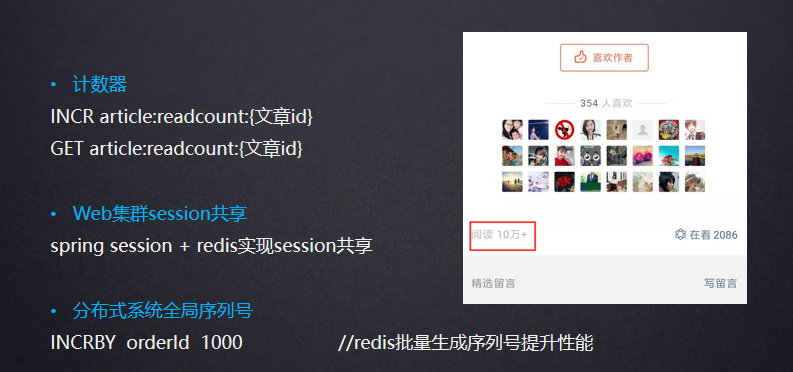 • 计数器
INCR article:readcount:{文章id}
GET article:readcount:{文章id}
• Web集群session共享
spring session + redis实现session共享
• 分布式系统全局序列号
INCRBY orderId 1000 //redis批量生成序列号提升性能
喜欢作者
354 人喜欢
阅读 10万+
在看 2086
精选留言
写留言